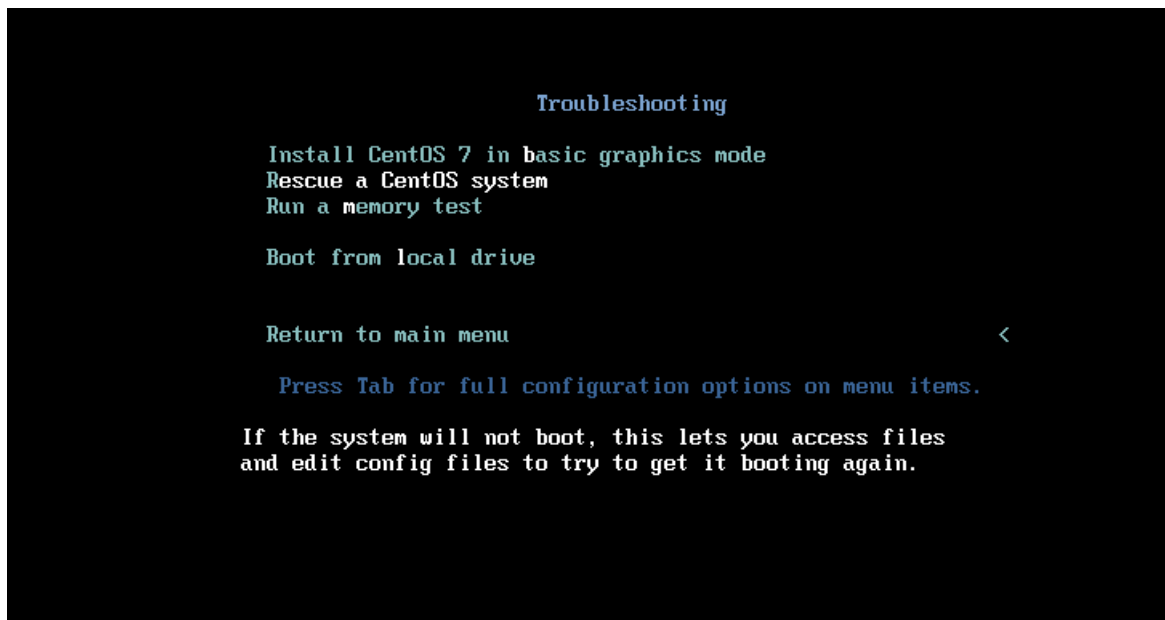 Troubleshooting
Install CentOS 7 in basic graphics mode
Rescue a CentOS system
Run a memory test
Boot from local drive
Return to main menu <
Press Tab for full configuration options on menu items.
If the system will not boot, this lets you access files
and edit config files to try to get it booting again.